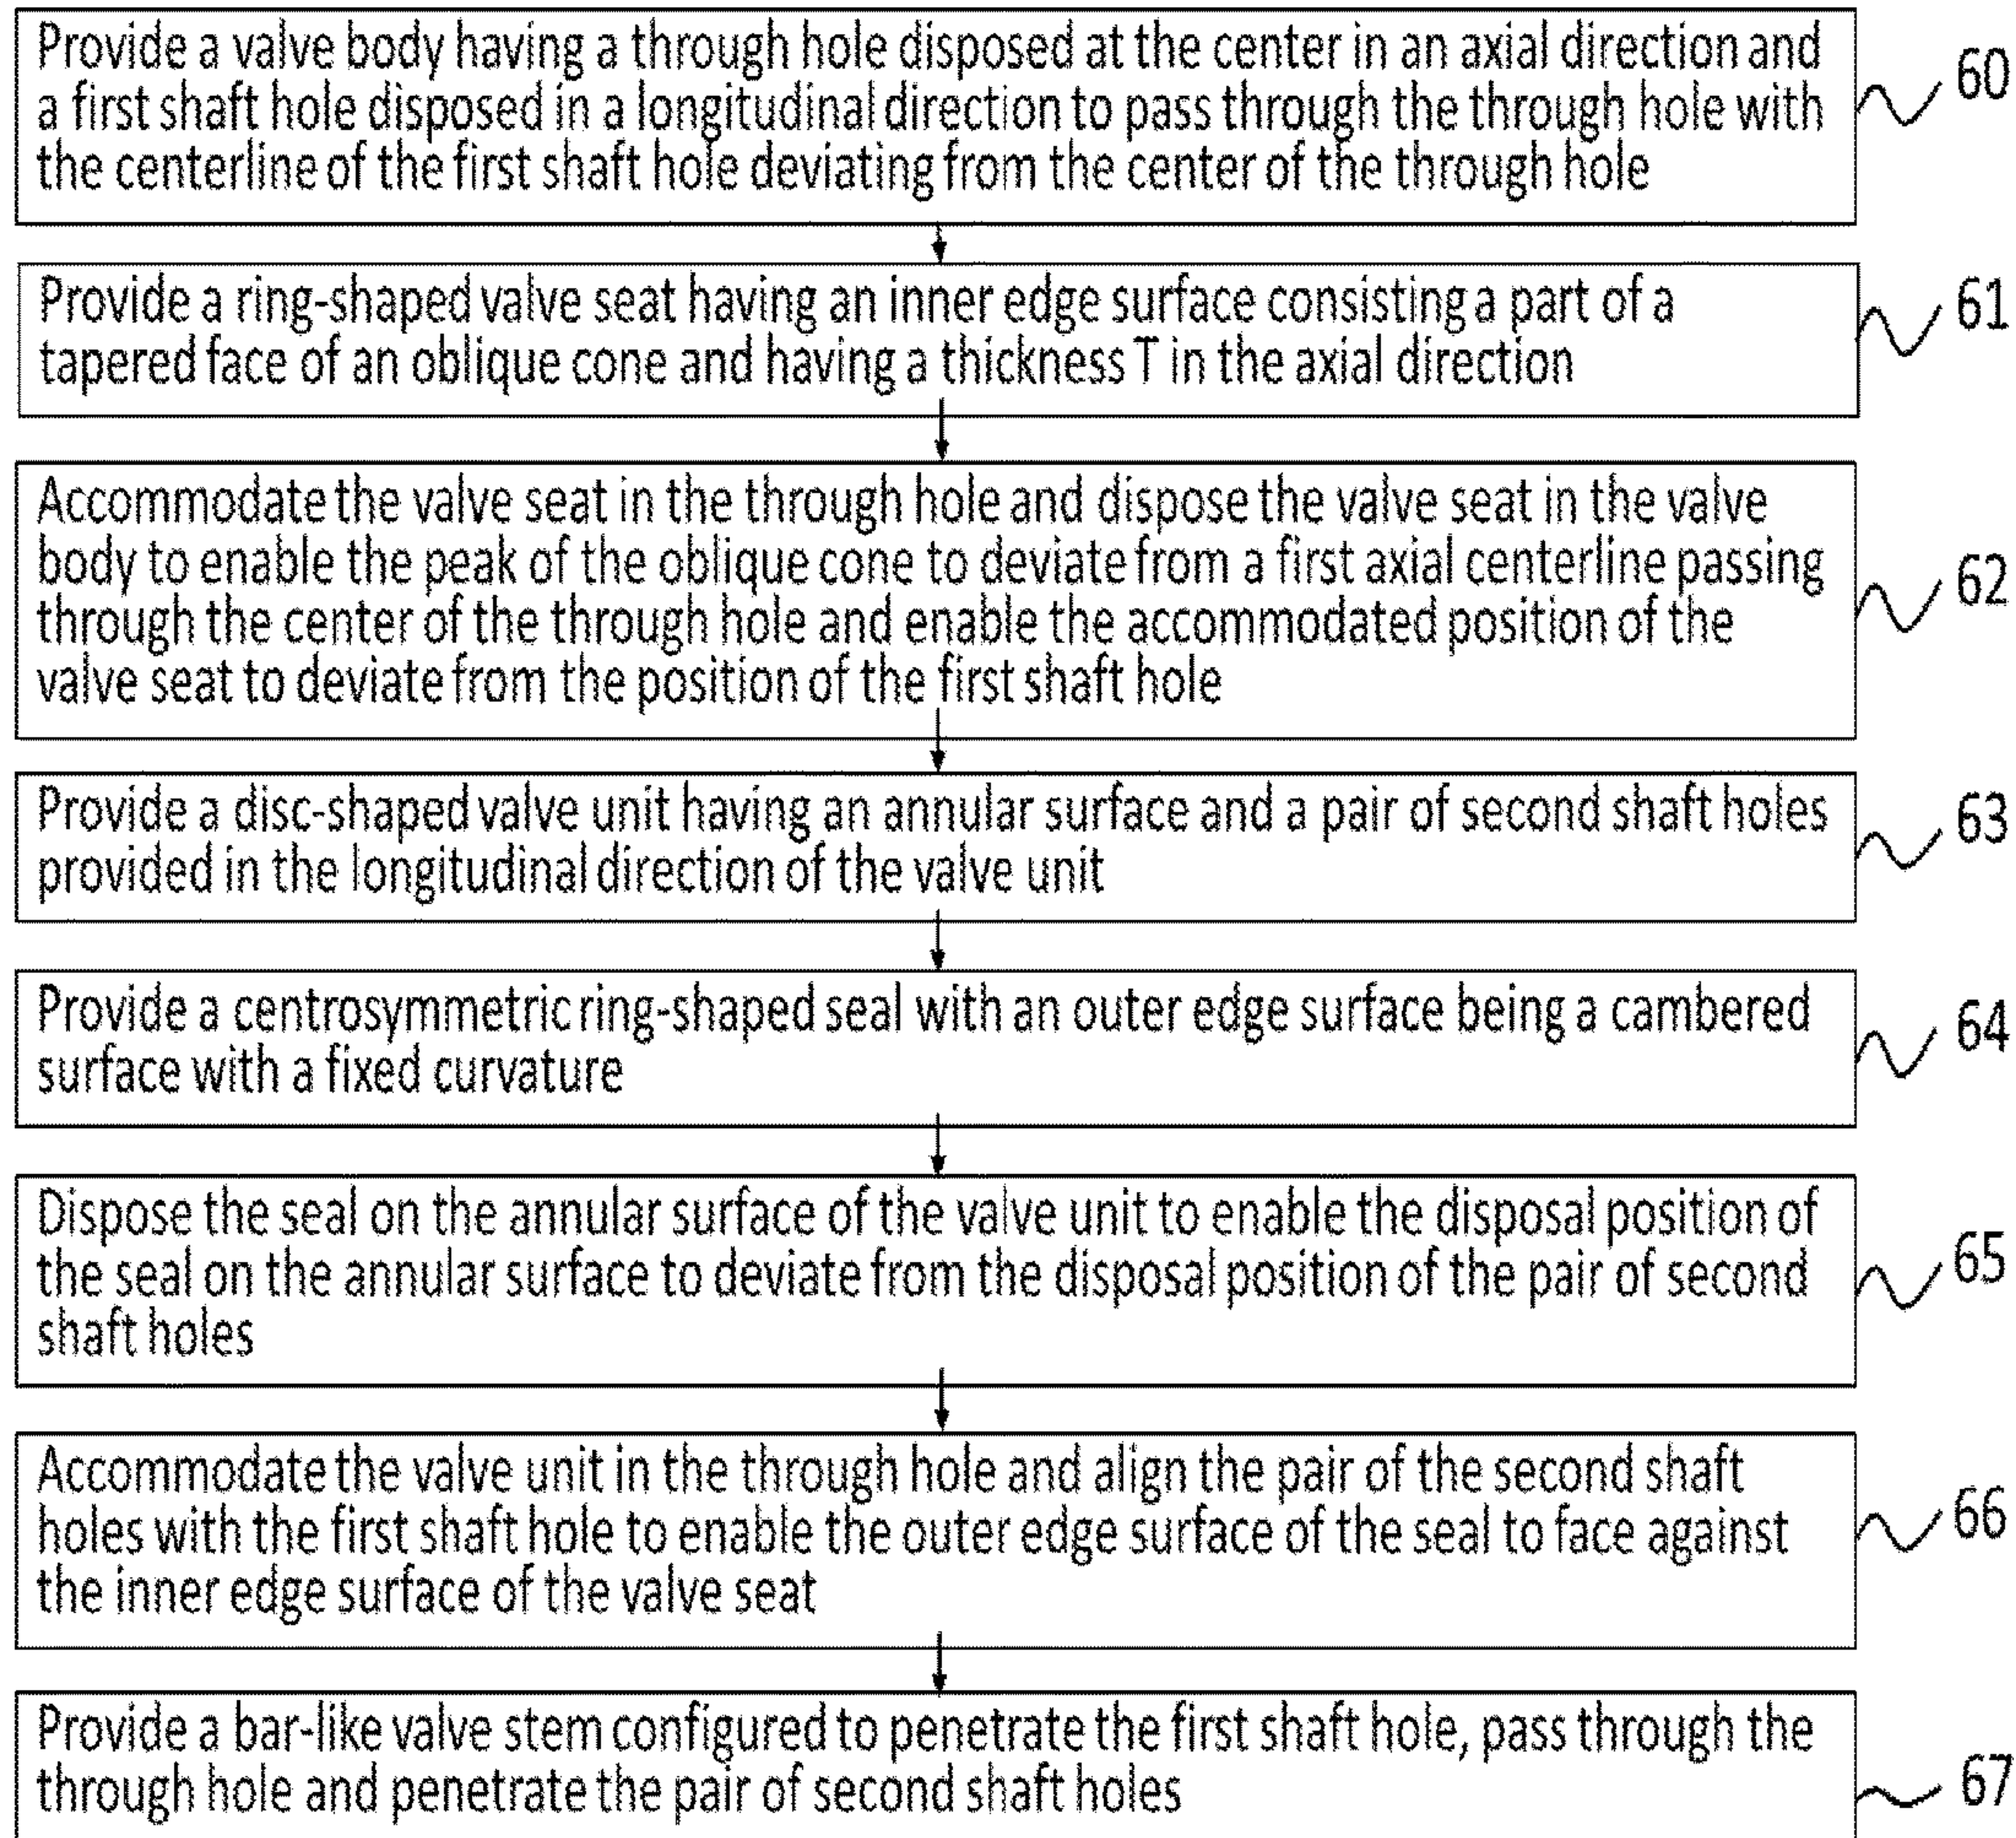 Provide a valve body having a through hole disposed at the center in an axial direction and
a first shaft hole disposed in a longitudinal direction to pass through the through hole with
the centerline of the first shaft hole deviating from the center of the through hole
60
Provide a ring-shaped valve seat having an inner edge surface consisting a part of a
tapered face of an oblique cone and having a thickness T in the axial direction
61
Accommodate the valve seat in the through hole and dispose the valve seat in the valve
body to enable the peak of the oblique cone to deviate from a first axial centerline passing
through the center of the through hole and enable the accommodated position of the
valve seat to deviate from the position of the first shaft hole
62
Provide a disc-shaped valve unit having an annular surface and a pair of second shaft holes
provided in the longitudinal direction of the valve unit
63
Provide a centrosymmetric ring-shaped seal with an outer edge surface being a cambered
surface with a fixed curvature
64
Dispose the seal on the annular surface of the valve unit to enable the disposal position of
the seal on the annular surface to deviate from the disposal position of the pair of second
shaft holes
65
Accommodate the valve unit in the through hole and align the pair of the second shaft
holes with the first shaft hole to enable the outer edge surface of the seal to face against
the inner edge surface of the valve seat
66
Provide a bar-like valve stem configured to penetrate the first shaft hole, pass through the
through hole and penetrate the pair of second shaft holes
67